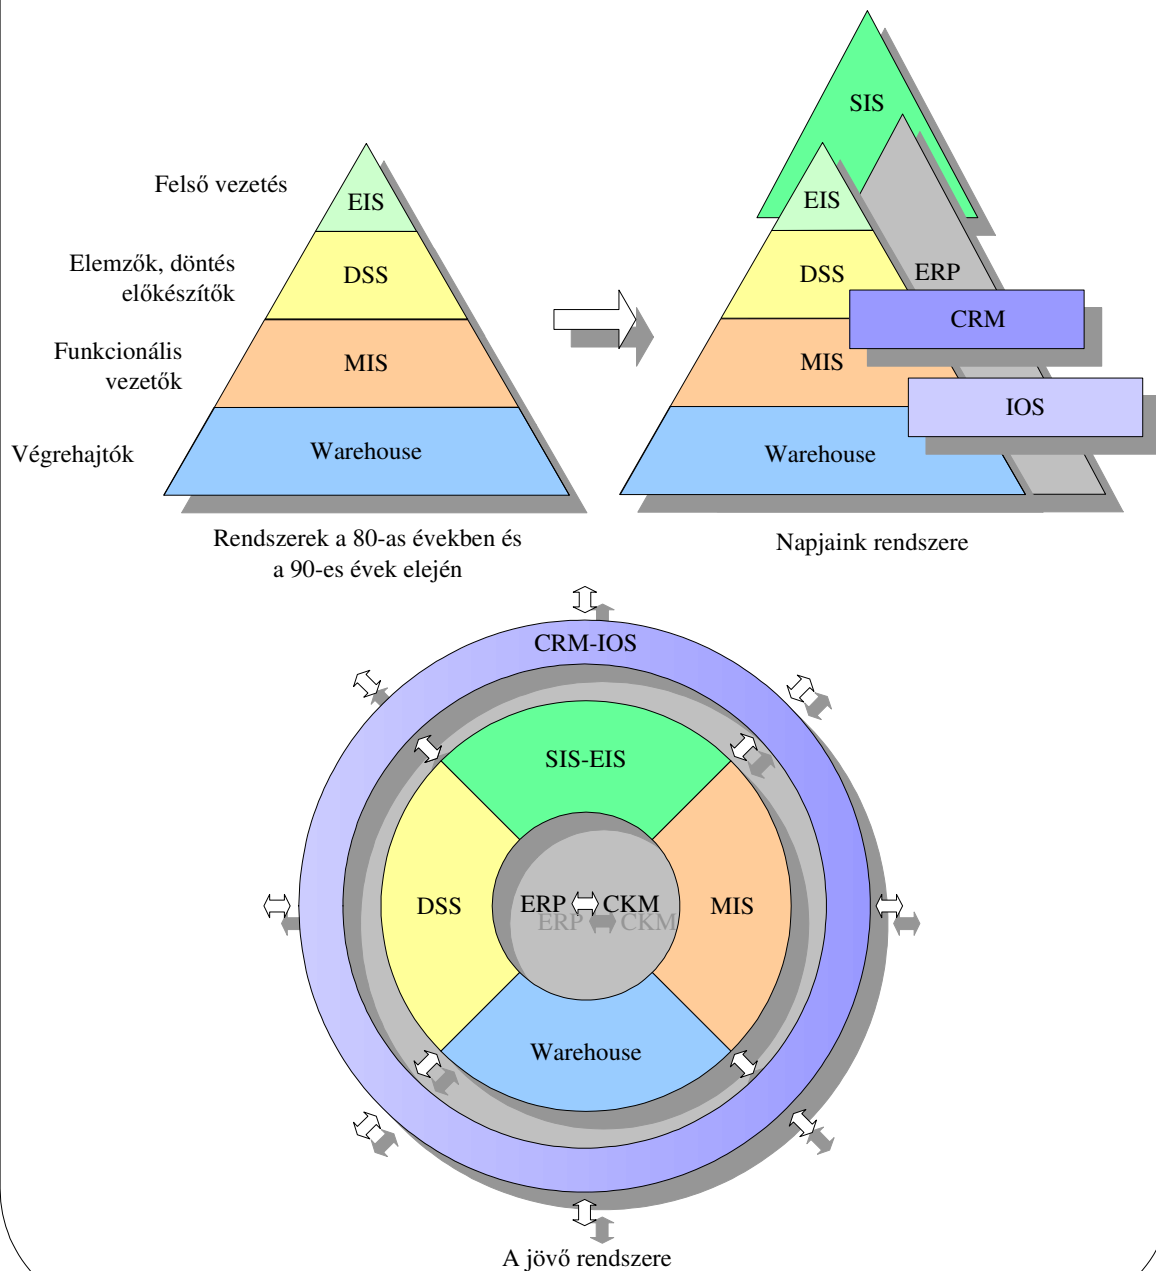 Felső vezetés
EIS
Elemzők, döntés
előkészítők
DSS
Funkcionális
vezetők
MIS
Végrehajtók
Warehouse
Rendszerek a 80-as években és
a 90-es évek elején
SIS
EIS
DSS
ERP
CRM
MIS
IOS
Warehouse
Napjaink rendszere
CRM-IOS
SIS-EIS
DSS
ERP CKM
ERP CKM
MIS
Warehouse
A jövő rendszere